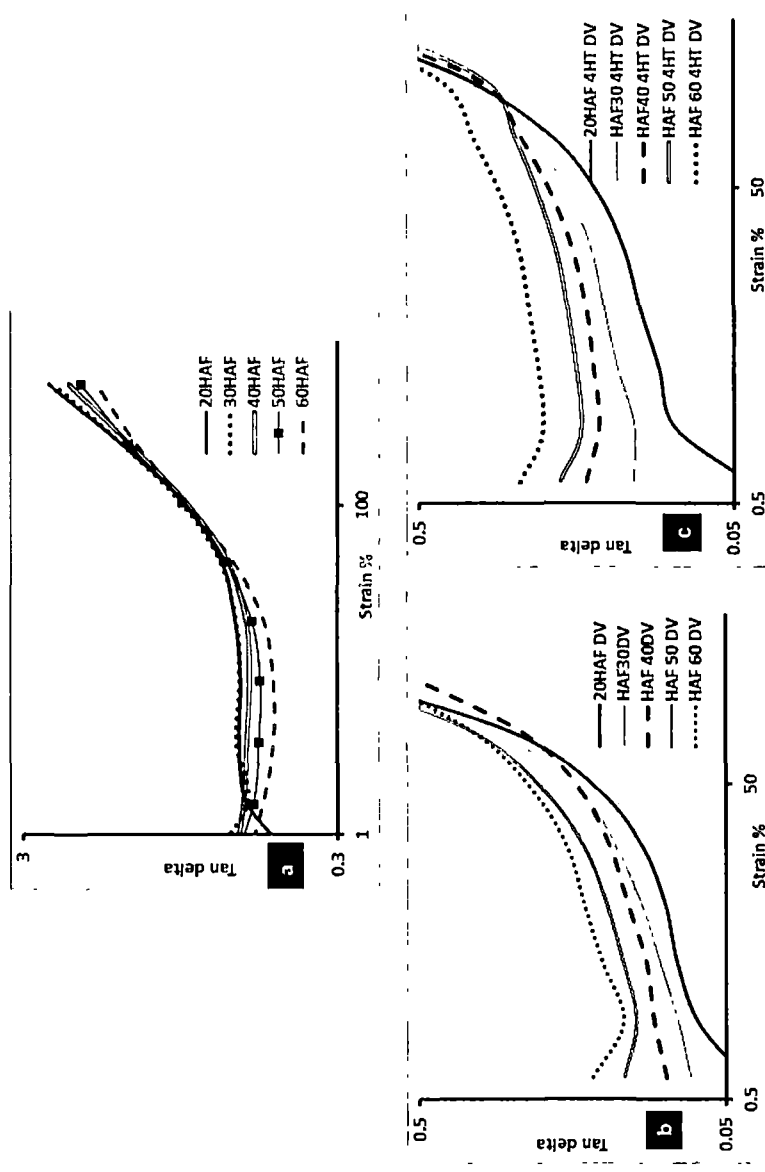 3
Tan delta
0.3
a
1
100
Strain %
20HAF
30HAF
40HAF
50HAF
60HAF
0.5
Tan delta
0.05
b
0.5
50
Strain %
20HAF DV
HAF30DV
HAF 40DV
HAF 50 DV
HAF 60 DV
0.5
Tan delta
0.05
c
0.5
50
Strain %
20HAF 4HT DV
HAF30 4HT DV
HAF40 4HT DV
HAF 50 4HT DV
HAF 60 4HT DV